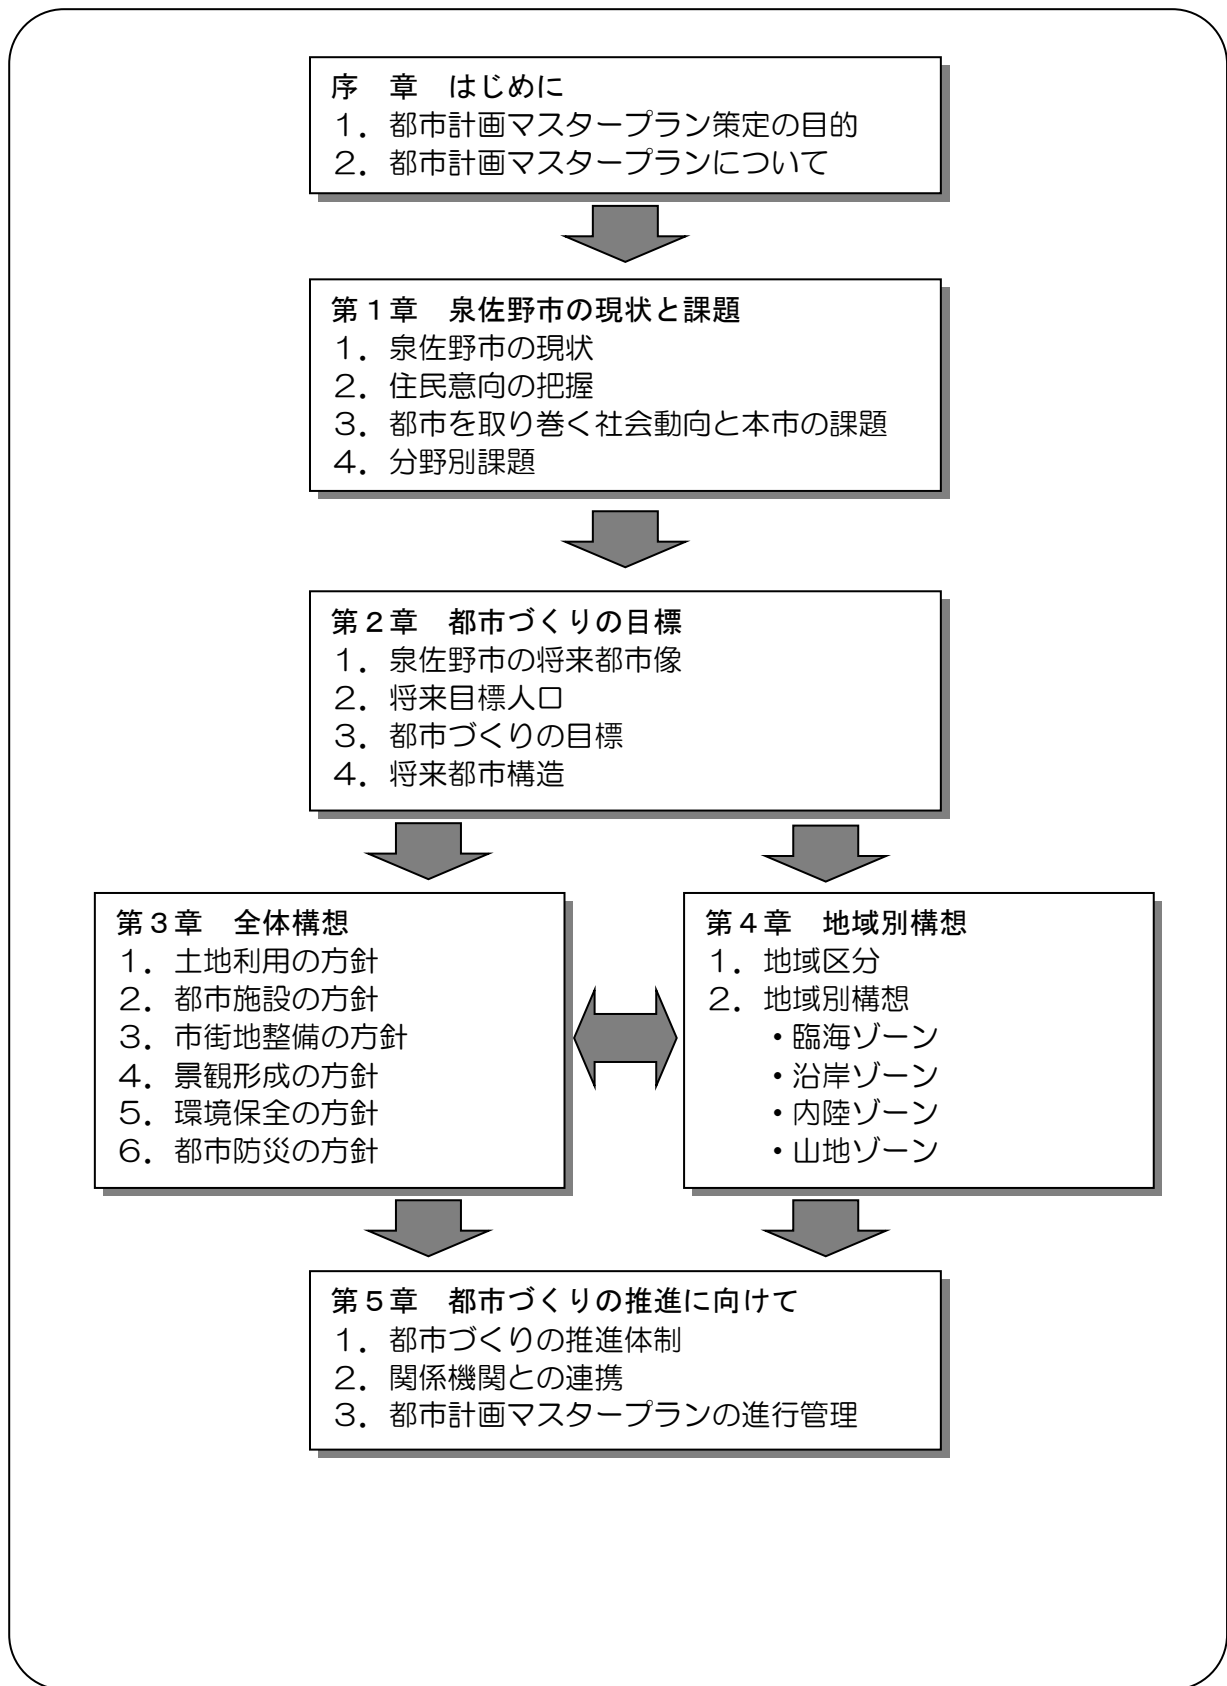 序　章　はじめに
１．都市計画マスタープラン策定の目的
２．都市計画マスタープランについて
第１章　泉佐野市の現状と課題
１．泉佐野市の現状
２．住民意向の把握
３．都市を取り巻く社会動向と本市の課題
４．分野別課題
第２章　都市づくりの目標
１．泉佐野市の将来都市像
２．将来目標人口
３．都市づくりの目標
４．将来都市構造
第３章　全体構想
１．土地利用の方針
２．都市施設の方針
３．市街地整備の方針
４．景観形成の方針
５．環境保全の方針
６．都市防災の方針
第４章　地域別構想
１．地域区分
２．地域別構想
・臨海ゾーン
・沿岸ゾーン
・内陸ゾーン
・山地ゾーン
第５章　都市づくりの推進に向けて
１．都市づくりの推進体制
２．関係機関との連携
３．都市計画マスタープランの進行管理